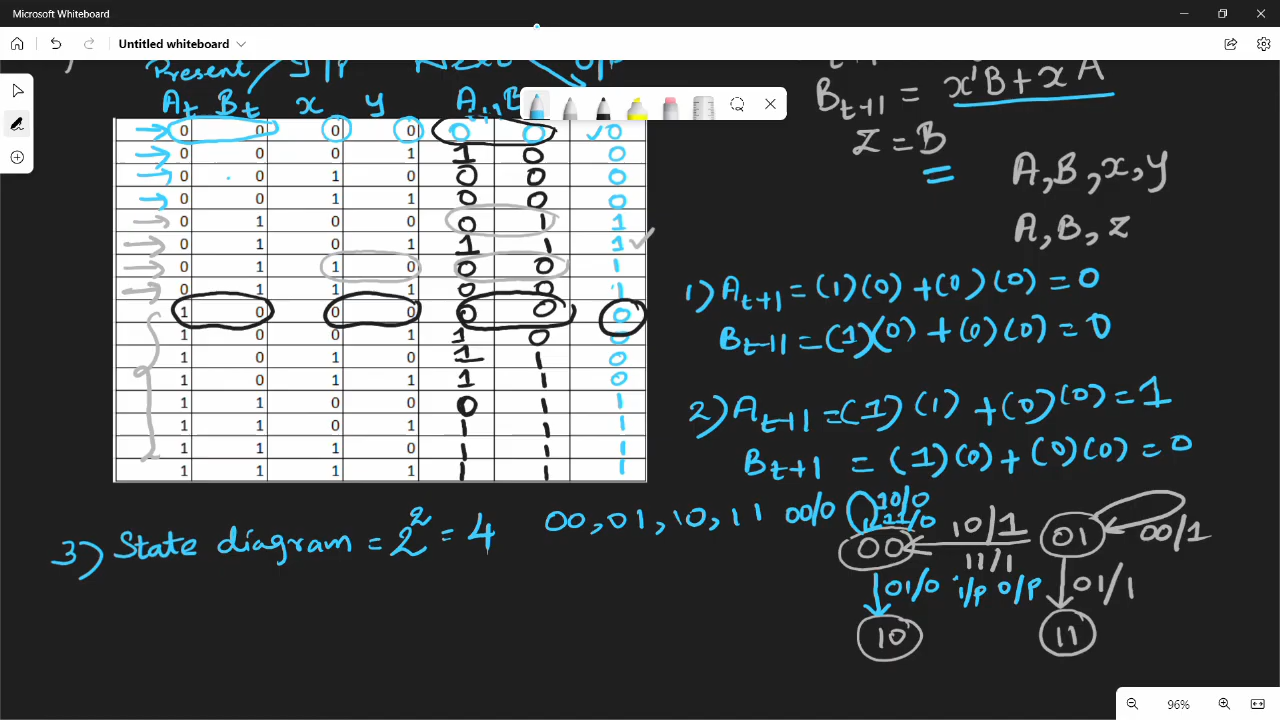 Microsoft Whiteboard
Untitled whiteboard
Present
At Bt x y At+1 B
0 0 0 0 0 0 0
0 0 0 1 1 0 0
0 0 1 0 0 0 0
0 0 1 1 0 0 0
0 1 0 0 0 1 1
0 1 0 1 1 1 1
0 1 1 0 0 0 1
0 1 1 1 0 0 1
1 0 0 0 0 0 0
1 0 0 1 1 0 0
1 0 1 0 1 1 0
1 0 1 1 1 1 0
1 1 0 0 0 1 1
1 1 0 1 1 1 1
1 1 1 0 1 1 1
1 1 1 1 1 1 1
Bt+1 = x'B + xA
z = B
A, B, x, y
A, B, z
1) At+1 = (1)(0) + (0)(0) = 0
Bt+1 = (1)(0) + (0)(0) = 0
2) At+1 = (1)(1) + (0)(0) = 1
Bt+1 = (1)(0) + (0)(0) = 0
3) State diagram = 2² = 4
00, 01, 10, 11
00/0
10/0
11/0
00
10/1
11/1
01
00/1
01/0
i/p o/p
01/1
10
11
96%